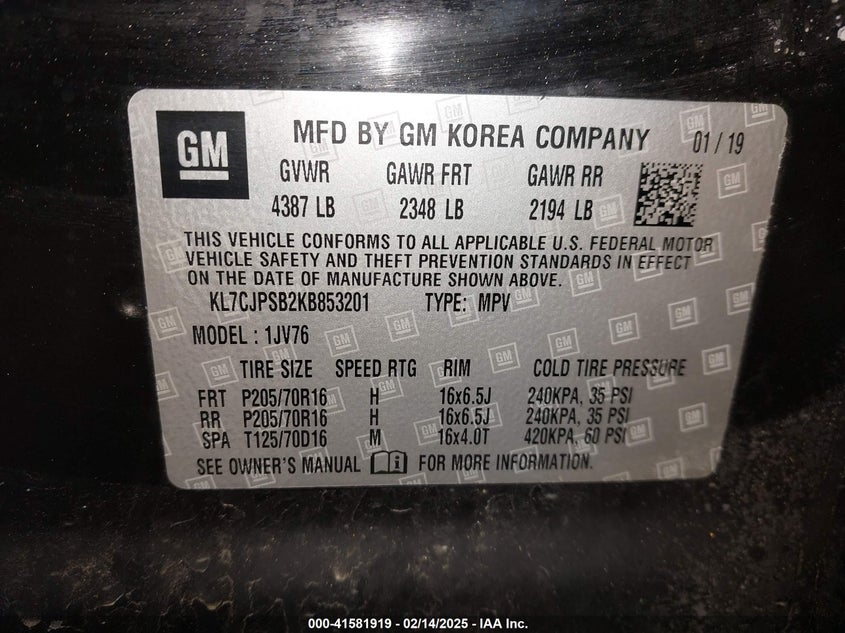 GM MFD BY GM KOREA COMPANY 01 / 19
GVWR GAWR FRT GAWR RR
4387 LB 2348 LB 2194 LB
THIS VEHICLE CONFORMS TO ALL APPLICABLE U.S. FEDERAL MOTOR
VEHICLE SAFETY AND THEFT PREVENTION STANDARDS IN EFFECT
ON THE DATE OF MANUFACTURE SHOWN ABOVE.
KL7CJPSB2KB853201 TYPE: MPV
MODEL : 1JV76
TIRE SIZE SPEED RTG RIM COLD TIRE PRESSURE
FRT P205/70R16 H 16x6.5J 240KPA, 35 PSI
RR P205/70R16 H 16x6.5J 240KPA, 35 PSI
SPA T125/70D16 M 16x4.0T 420KPA, 60 PSI
SEE OWNER'S MANUAL FOR MORE INFORMATION.
000-41581919 - 02/14/2025 - IAA Inc.